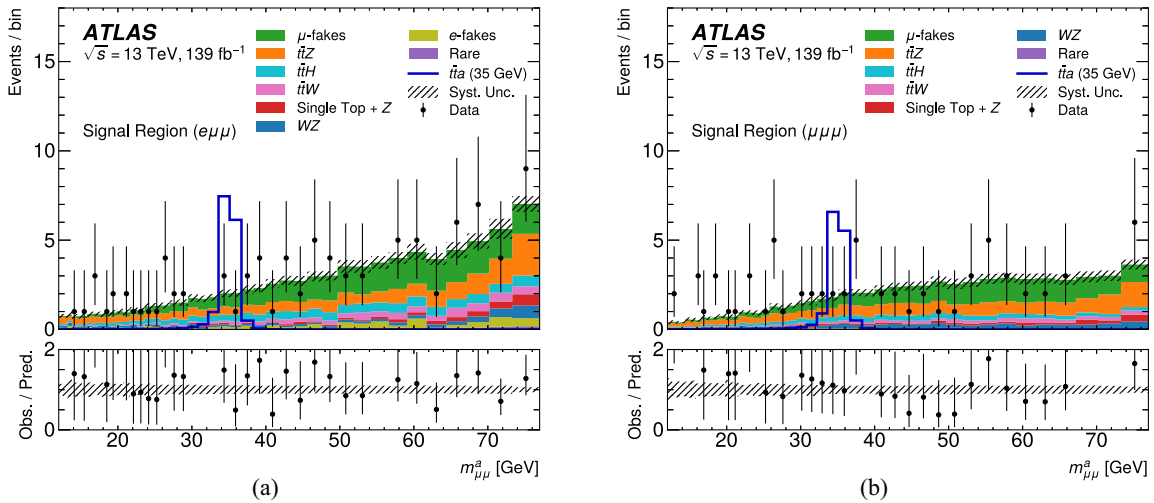 ATLAS
√s = 13 TeV, 139 fb⁻¹
Signal Region (eμμ)
μ-fakes
tt̄Z
tt̄H
tt̄W
Single Top + Z
WZ
e-fakes
Rare
tt̄a (35 GeV)
Syst. Unc.
Data
Events / bin
15
10
5
0
Obs. / Pred.
2
1
0
20 30 40 50 60 70
m^a_μμ [GeV]
(a)
ATLAS
√s = 13 TeV, 139 fb⁻¹
Signal Region (μμμ)
μ-fakes
tt̄Z
tt̄H
tt̄W
Single Top + Z
WZ
Rare
tt̄a (35 GeV)
Syst. Unc.
Data
Events / bin
15
10
5
0
Obs. / Pred.
2
1
0
20 30 40 50 60 70
m^a_μμ [GeV]
(b)